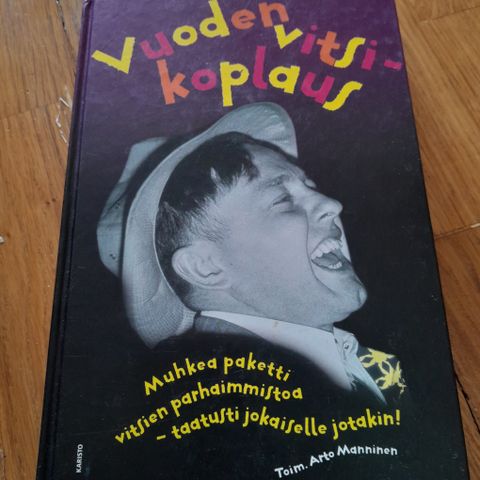 Vuoden vitsi-
koplaus
Muhkea paketti
vitsien parhaimmistoa
– taatusti jokaiselle jotakin!
Toim. Arto Manninen
KARISTO